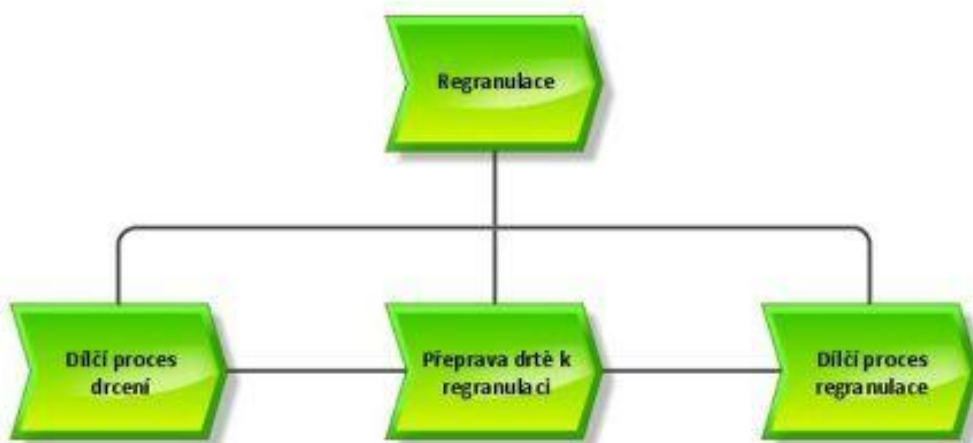 Regranulace
Dílčí proces
drcení
Přeprava drtě k
regranulaci
Dílčí proces
regranulace